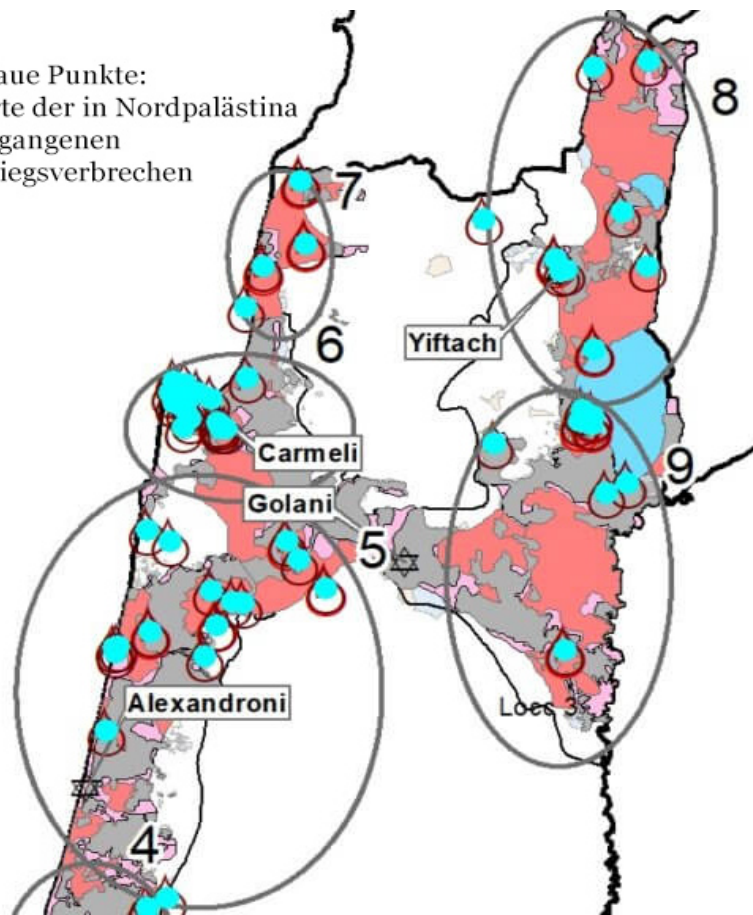 aue Punkte:
te der in Nordpalästina
gangenen
iegsverbrechen
8
7
6
Yiftach
Carmeli
9
Golani
5
Alexandroni
4